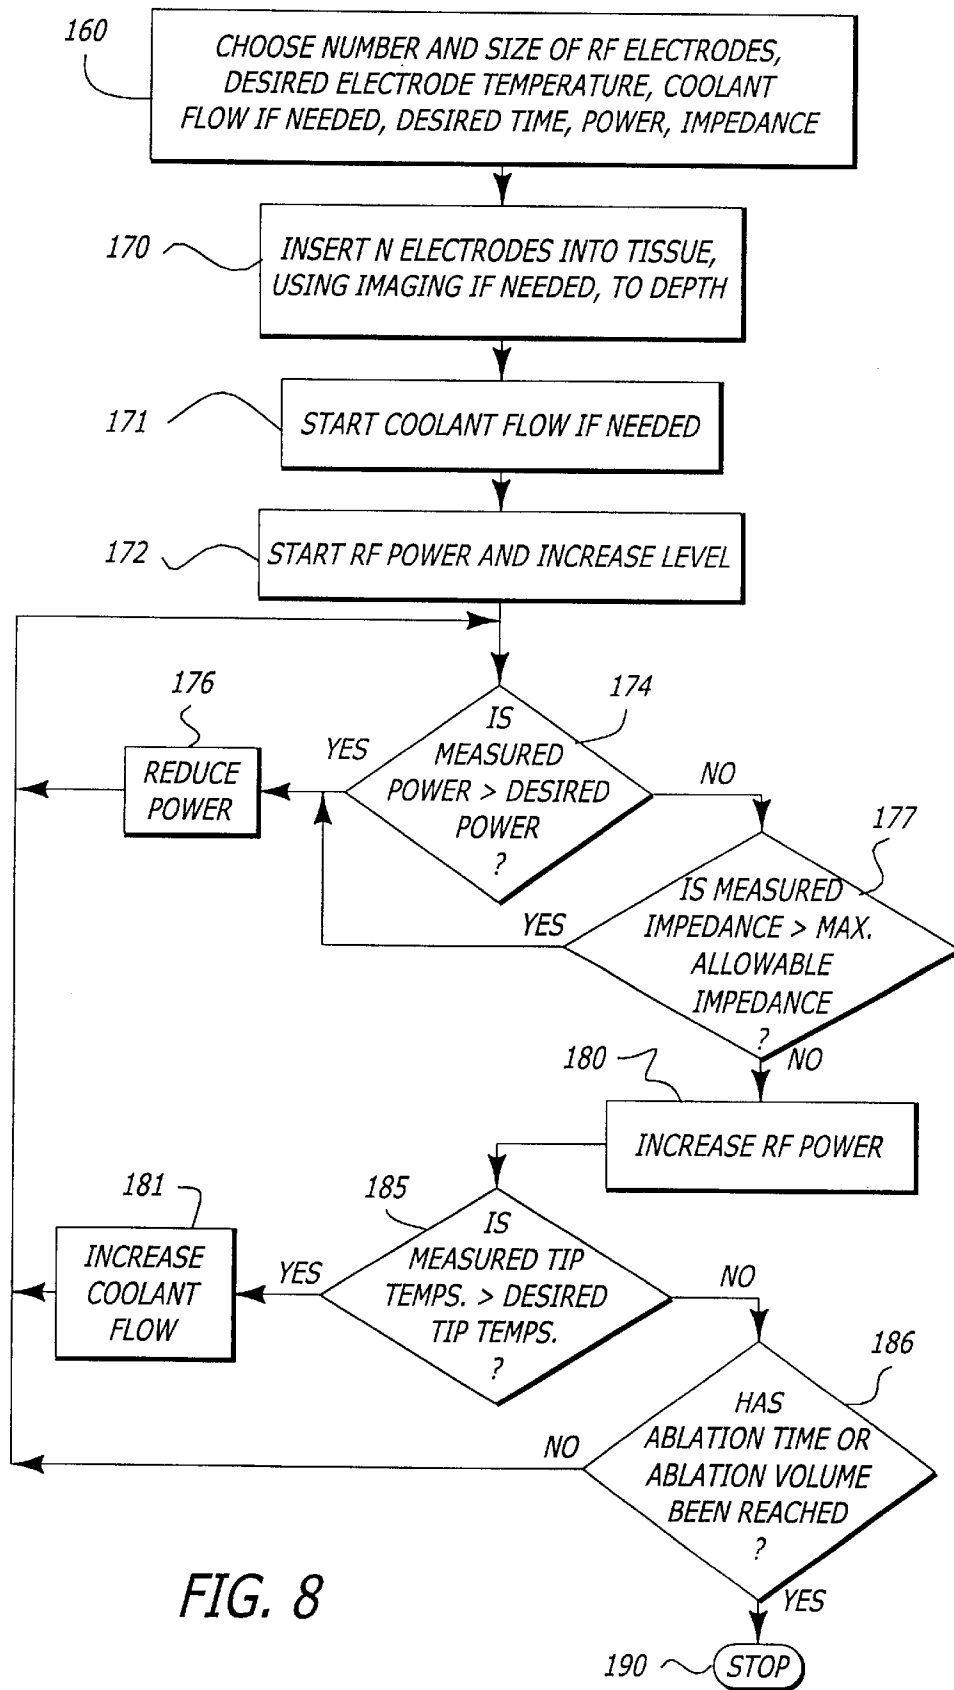 160
CHOOSE NUMBER AND SIZE OF RF ELECTRODES,
DESIRED ELECTRODE TEMPERATURE, COOLANT
FLOW IF NEEDED, DESIRED TIME, POWER, IMPEDANCE
170
INSERT N ELECTRODES INTO TISSUE,
USING IMAGING IF NEEDED, TO DEPTH
171
START COOLANT FLOW IF NEEDED
172
START RF POWER AND INCREASE LEVEL
174
IS
MEASURED
POWER > DESIRED
POWER
?
YES
NO
176
REDUCE
POWER
177
IS MEASURED
IMPEDANCE > MAX.
ALLOWABLE
IMPEDANCE
?
YES
NO
180
INCREASE RF POWER
185
IS
MEASURED TIP
TEMPS. > DESIRED
TIP TEMPS.
?
YES
NO
181
INCREASE
COOLANT
FLOW
186
HAS
ABLATION TIME OR
ABLATION VOLUME
BEEN REACHED
?
NO
YES
190
STOP
FIG. 8